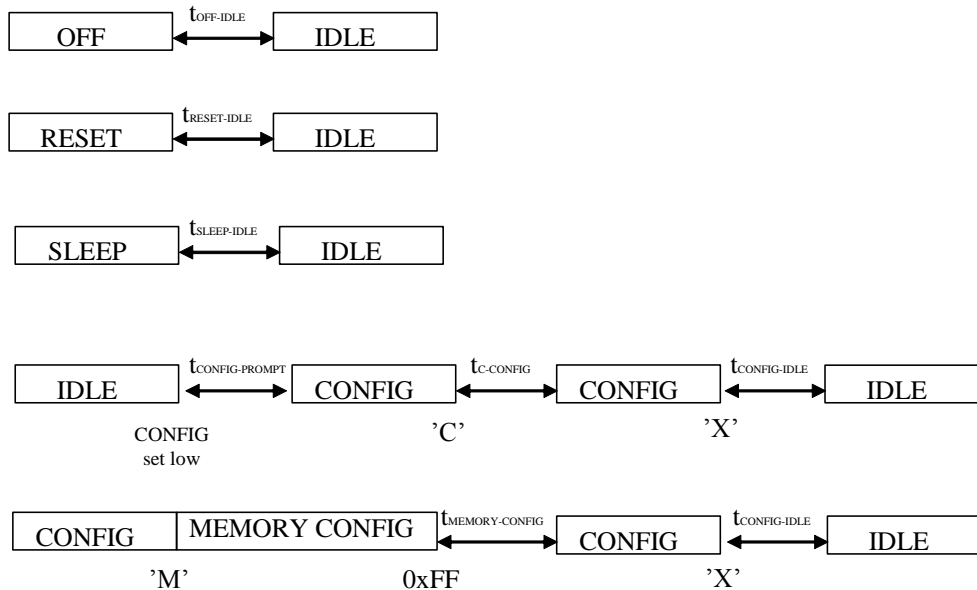 OFF tOFF-IDLE IDLE
RESET tRESET-IDLE IDLE
SLEEP tSLEEP-IDLE IDLE
IDLE tCONFIG-PROMPT CONFIG tC-CONFIG CONFIG tCONFIG-IDLE IDLE
CONFIG 'C' 'X'
set low
CONFIG MEMORY CONFIG tMEMORY-CONFIG CONFIG tCONFIG-IDLE IDLE
'M' 0xFF 'X'